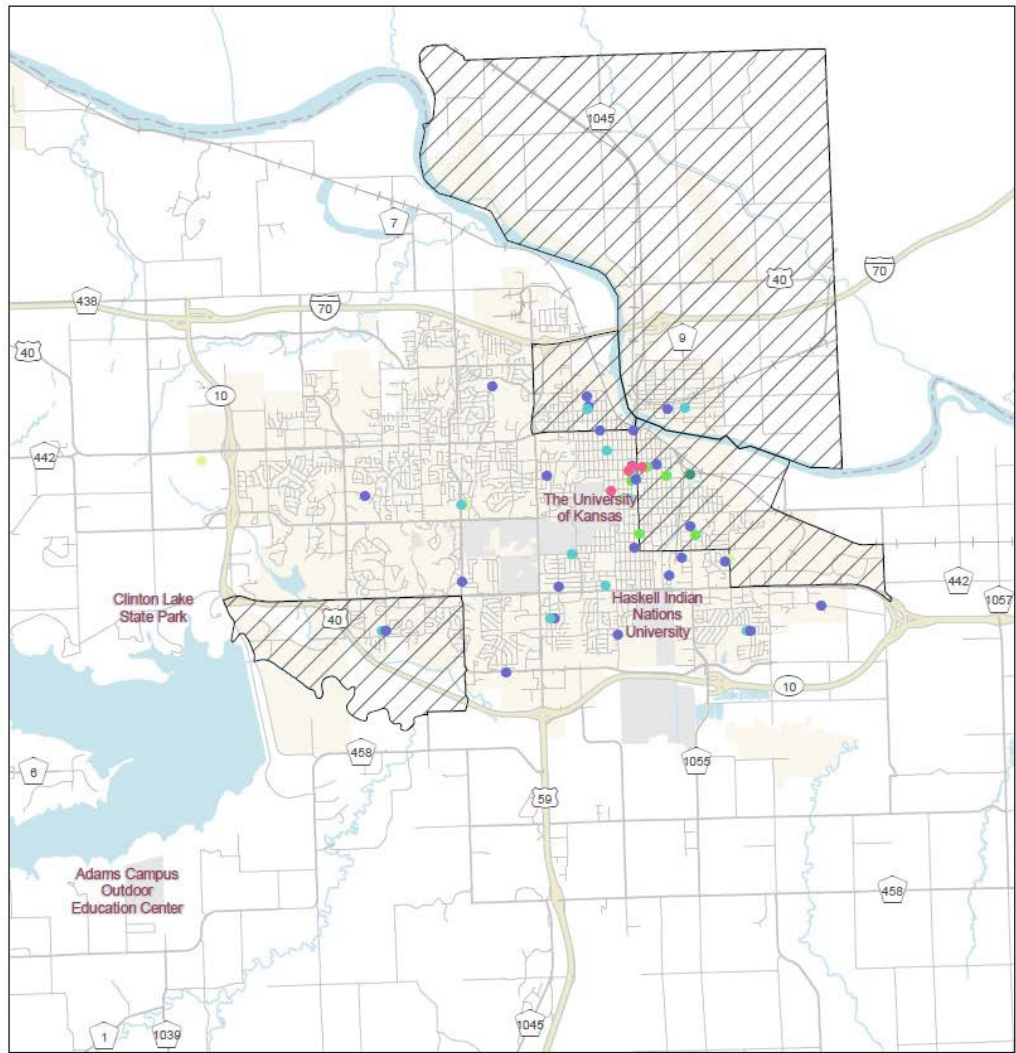 1045
7
70
40
438
70
9
40
10
442
The University
of Kansas
442
1057
Clinton Lake
State Park
Haskell Indian
Nations
University
40
10
458
6
1055
59
Adams Campus
Outdoor
Education Center
458
1045
1
1039